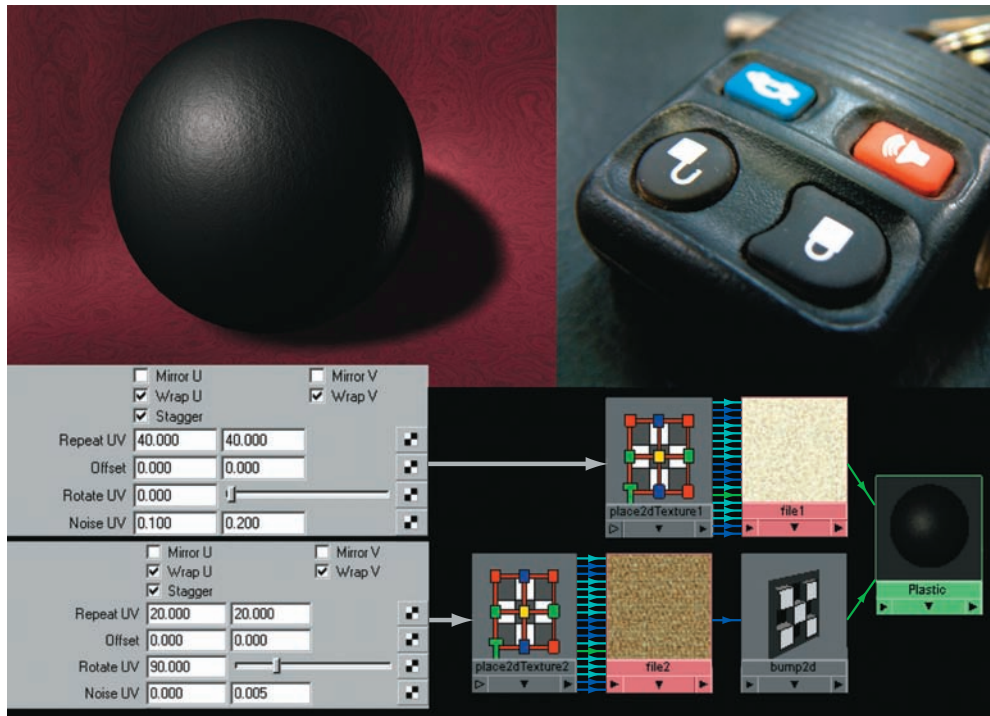 Mirror U Mirror V
Wrap U Wrap V
Stagger
Repeat UV 40.000 40.000
Offset 0.000 0.000
Rotate UV 0.000
Noise UV 0.100 0.200
place2dTexture1
file1
Plastic
Mirror U Mirror V
Wrap U Wrap V
Stagger
Repeat UV 20.000 20.000
Offset 0.000 0.000
Rotate UV 90.000
Noise UV 0.000 0.005
place2dTexture2
file2
bump2d